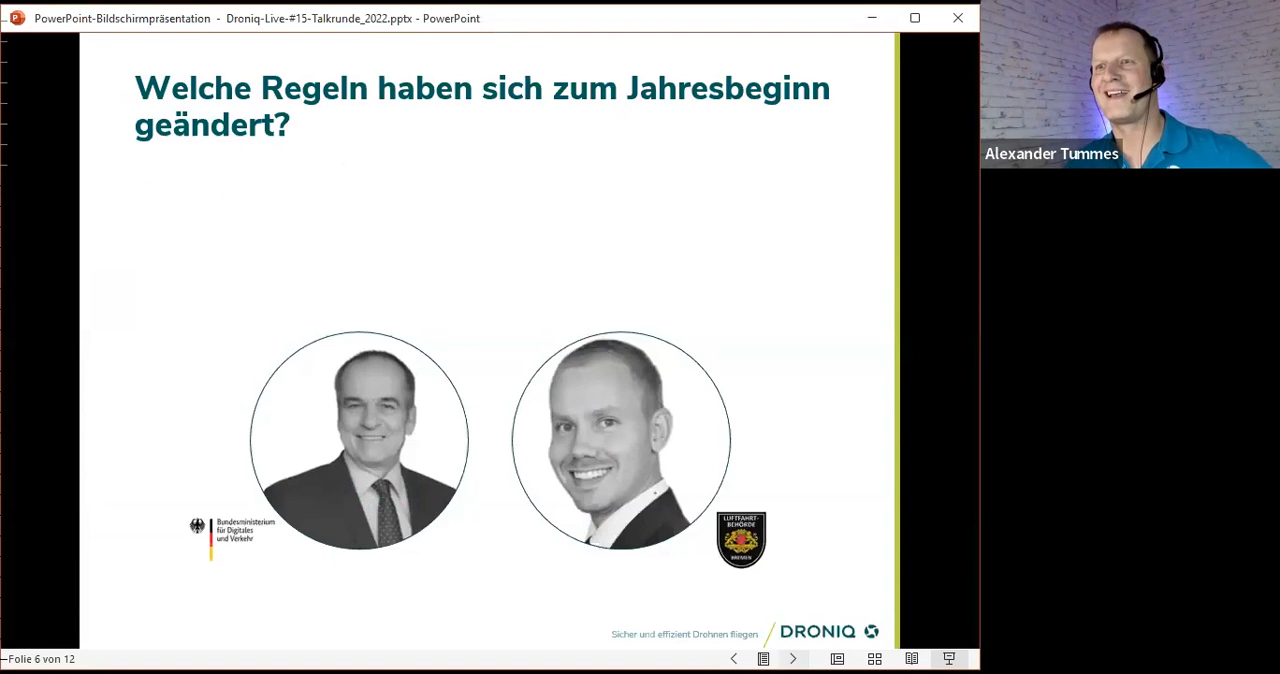 PowerPoint-Bildschirmpräsentation - Droniq-Live-#15-Talkrunde_2022.pptx - PowerPoint
Alexander Tummes
Welche Regeln haben sich zum Jahresbeginn
geändert?
Bundesministerium
für Digitales
und Verkehr
LUFTFAHRT-
BEHÖRDE
BREMEN
Sicher und effizient Drohnen fliegen
DRONIQ
Folie 6 von 12